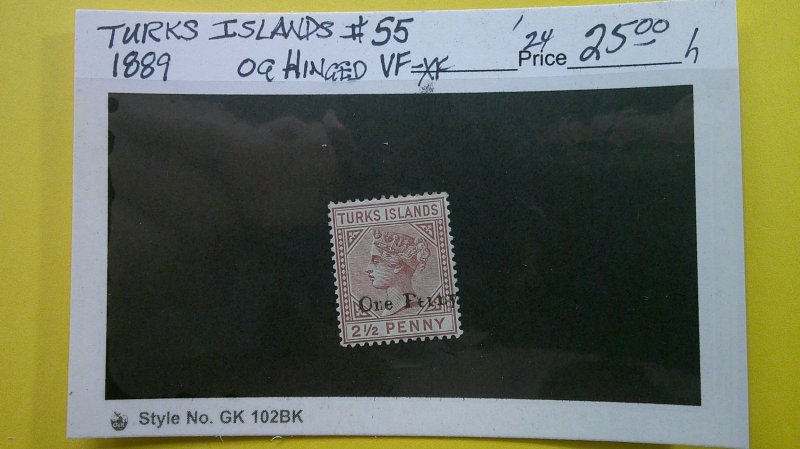 TURKS ISLANDS #55
'24 Price 25.00 h
1889 OG HINGED VF-XF
TURKS ISLANDS
One Penny
2½ PENNY
Style No. GK 102BK